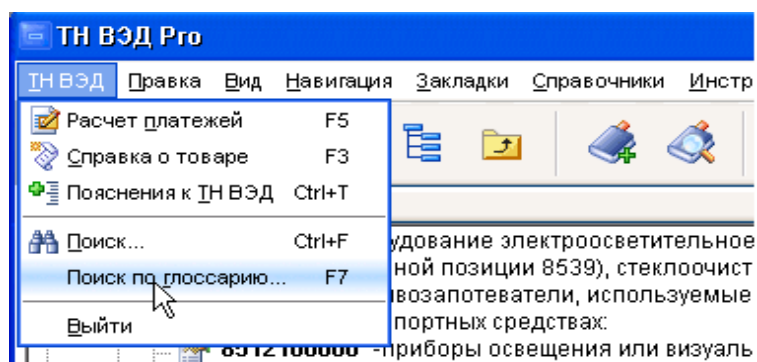 ТН ВЭД Pro
ТН ВЭД Правка Вид Навигация Закладки Справочники Инстр
Расчет платежей F5
Справка о товаре F3
Пояснения к ТН ВЭД Ctrl+T
Поиск... Ctrl+F
Поиск по глоссарию... F7
Выйти
удование электроосветительное
ной позиции 8539), стеклоочист
ивозапотеватели, используемые
портных средствах:
8512100000 -приборы освещения или визуаль